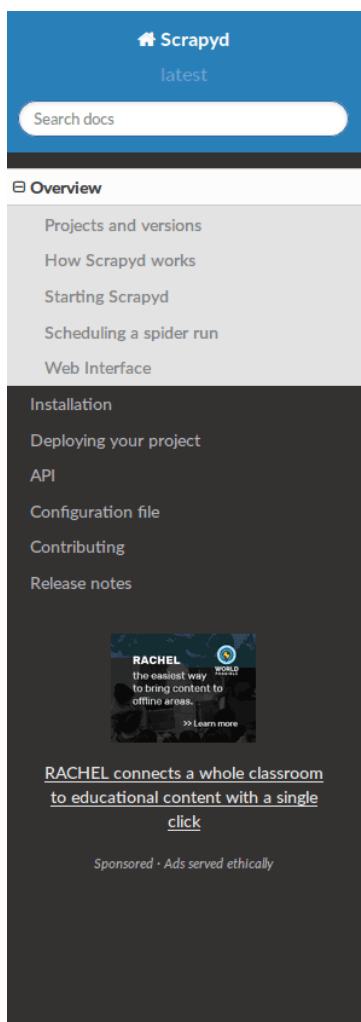 Scrapyd
latest
Search docs
Overview
Projects and versions
How Scrapyd works
Starting Scrapyd
Scheduling a spider run
Web Interface
Installation
Deploying your project
API
Configuration file
Contributing
Release notes
RACHEL
the easiest way
to bring content to
offline areas.
WORLD
POSSIBLE
>> Learn more
RACHEL connects a whole classroom
to educational content with a single
click
Sponsored · Ads served ethically